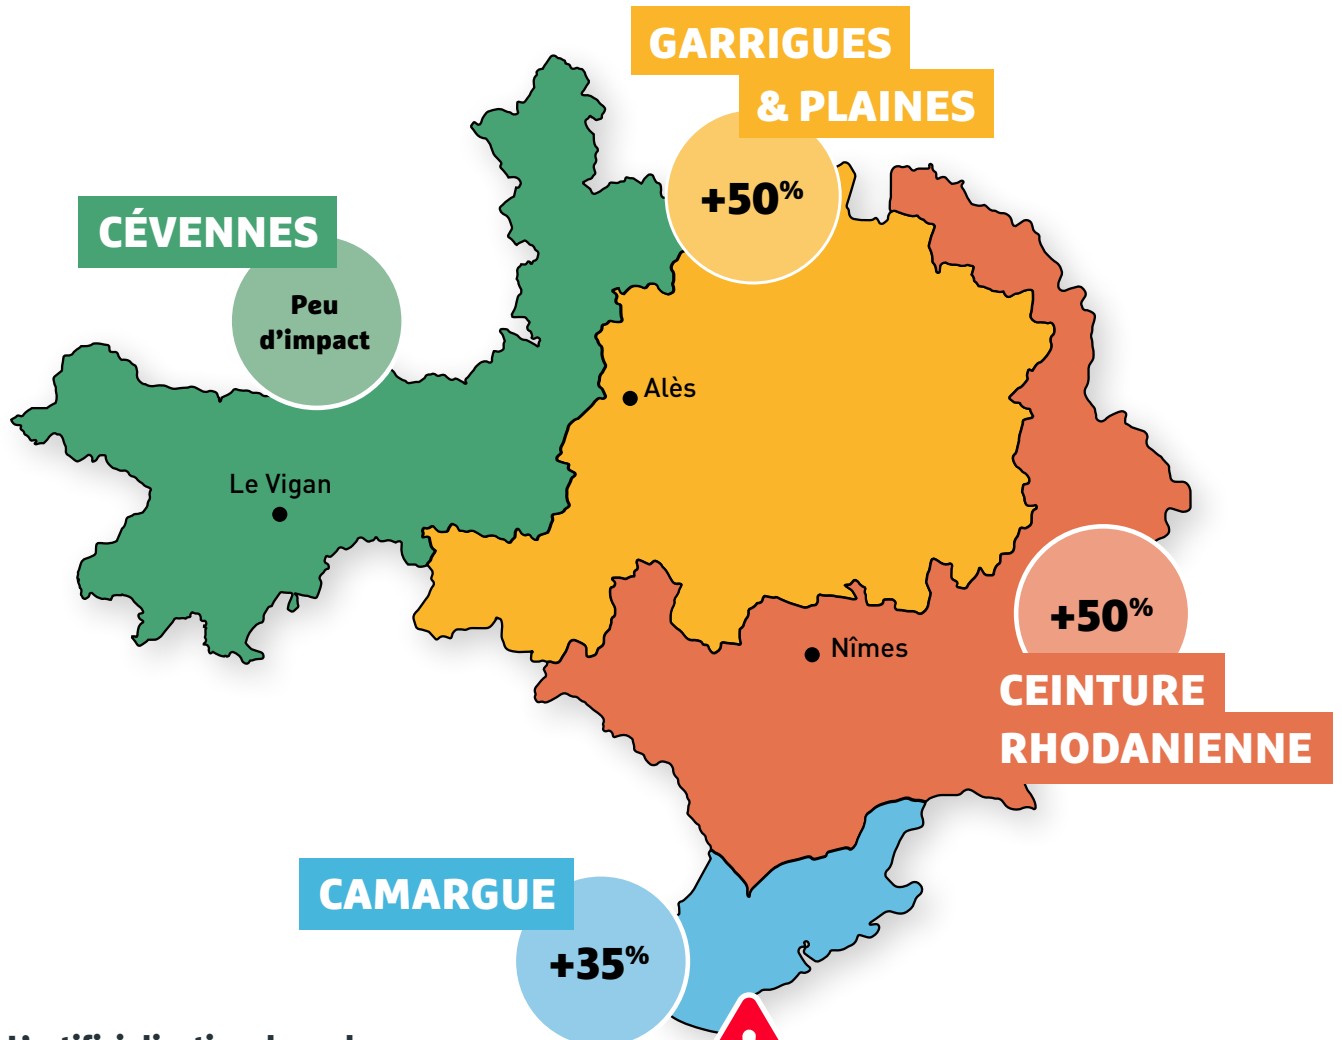 GARRIGUES
& PLAINES
+50%
CÉVENNES
Peu
d'impact
Alès
Le Vigan
+50%
Nîmes
CEINTURE
RHODANIENNE
CAMARGUE
+35%